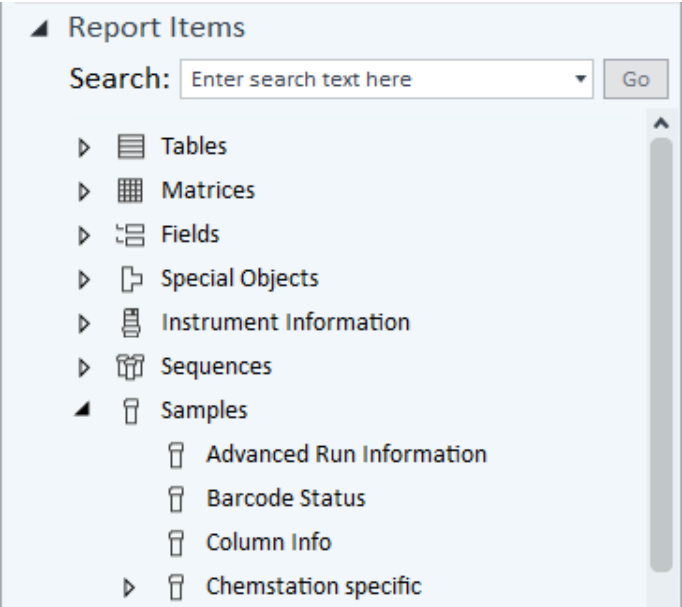 Report Items
Search: Enter search text here Go
Tables
Matrices
Fields
Special Objects
Instrument Information
Sequences
Samples
Advanced Run Information
Barcode Status
Column Info
Chemstation specific